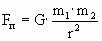 Fп = G · m₁ · m₂ / r²